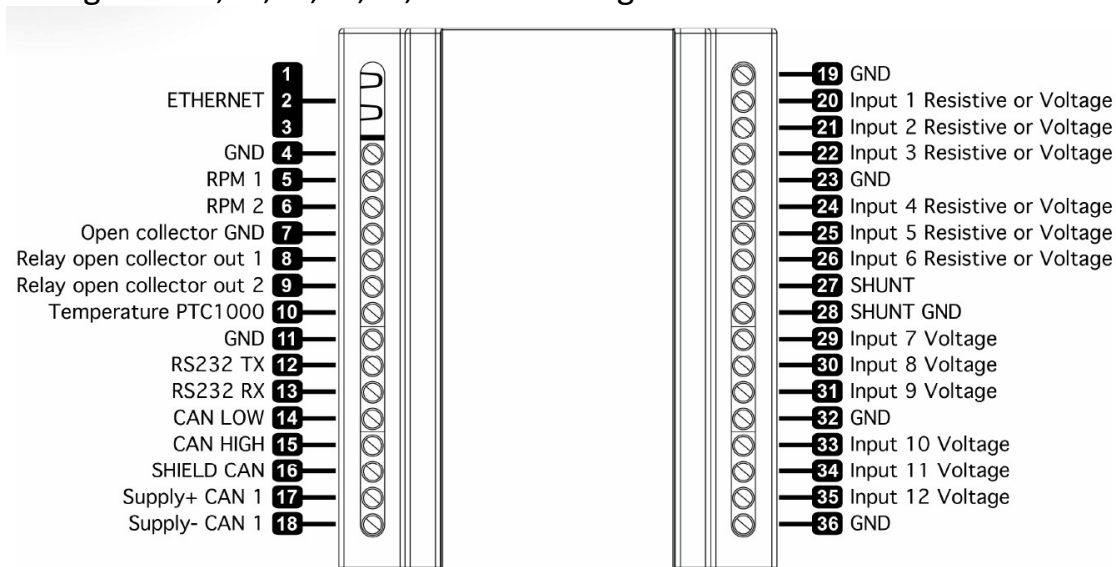 1
ETHERNET 2
3
GND 4
RPM 1 5
RPM 2 6
Open collector GND 7
Relay open collector out 1 8
Relay open collector out 2 9
Temperature PTC1000 10
GND 11
RS232 TX 12
RS232 RX 13
CAN LOW 14
CAN HIGH 15
SHIELD CAN 16
Supply+ CAN 1 17
Supply- CAN 1 18
19 GND
20 Input 1 Resistive or Voltage
21 Input 2 Resistive or Voltage
22 Input 3 Resistive or Voltage
23 GND
24 Input 4 Resistive or Voltage
25 Input 5 Resistive or Voltage
26 Input 6 Resistive or Voltage
27 SHUNT
28 SHUNT GND
29 Input 7 Voltage
30 Input 8 Voltage
31 Input 9 Voltage
32 GND
33 Input 10 Voltage
34 Input 11 Voltage
35 Input 12 Voltage
36 GND